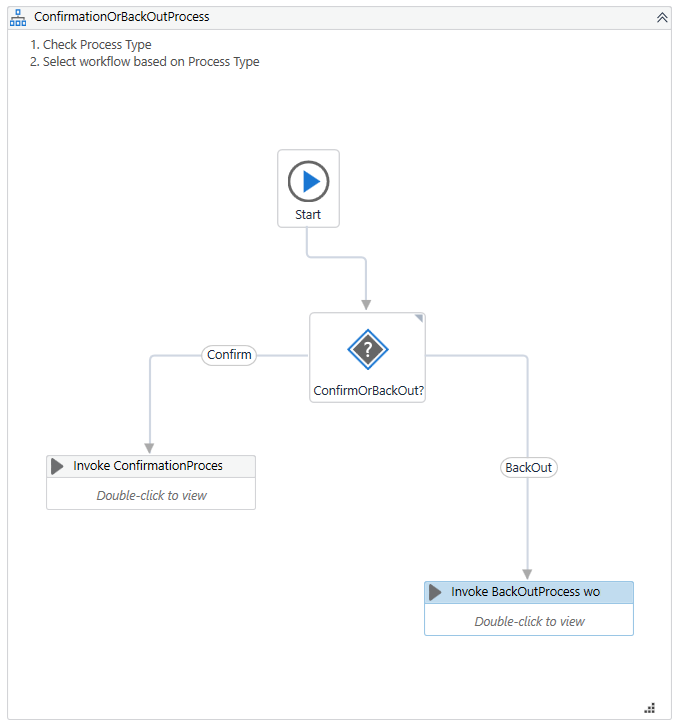 ConfirmationOrBackOutProcess
1. Check Process Type
2. Select workflow based on Process Type
Start
?
ConfirmOrBackOut?
Confirm
Invoke ConfirmationProces
Double-click to view
BackOut
Invoke BackOutProcess wo
Double-click to view